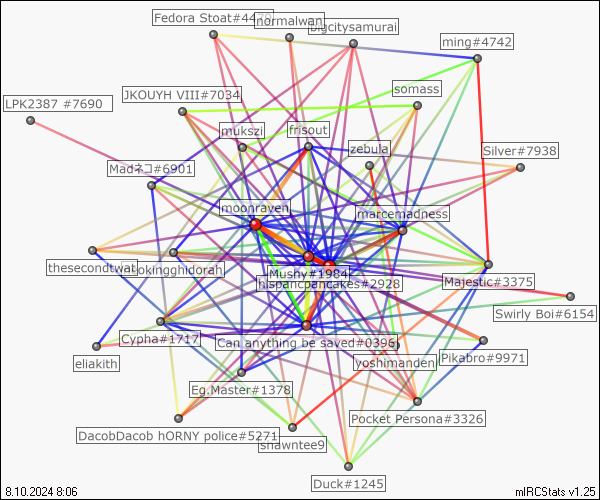 Fedora Stoat#44
normalwan
bigcitysamurai
ming#4742
somass
JKOUYH VIII#7034
LPK2387 #7690
mukszi
frisout
zebula
Silver#7938
Madネコ#6901
moonraven
marcemadness
thesecondtwat
okingghidorah
Mushy#1984
hispancpancakes#2928
Majestic#3375
Swirly Boi#6154
Cypha#1717
Can anything be saved#0396
eliakith
yoshimanden
Pikabro#9971
Eg.Master#1378
Pocket Persona#3326
DacobDacob hORNY police#5271
shawntee9
Duck#1245
8.10.2024 8:06
mIRCStats v1.25